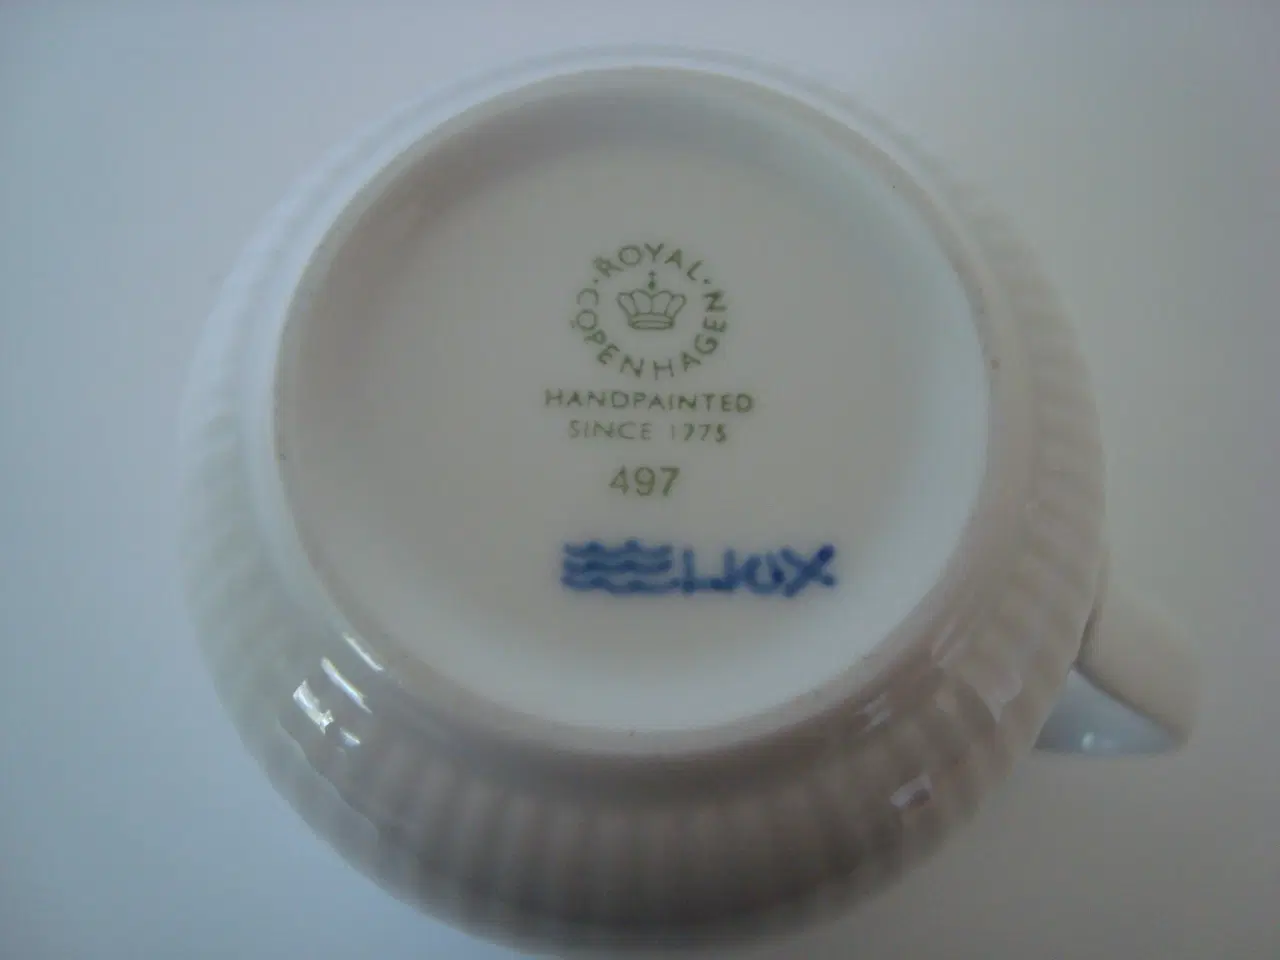 ROYAL · COPENHAGEN ·
HANDPAINTED
SINCE 1775
497